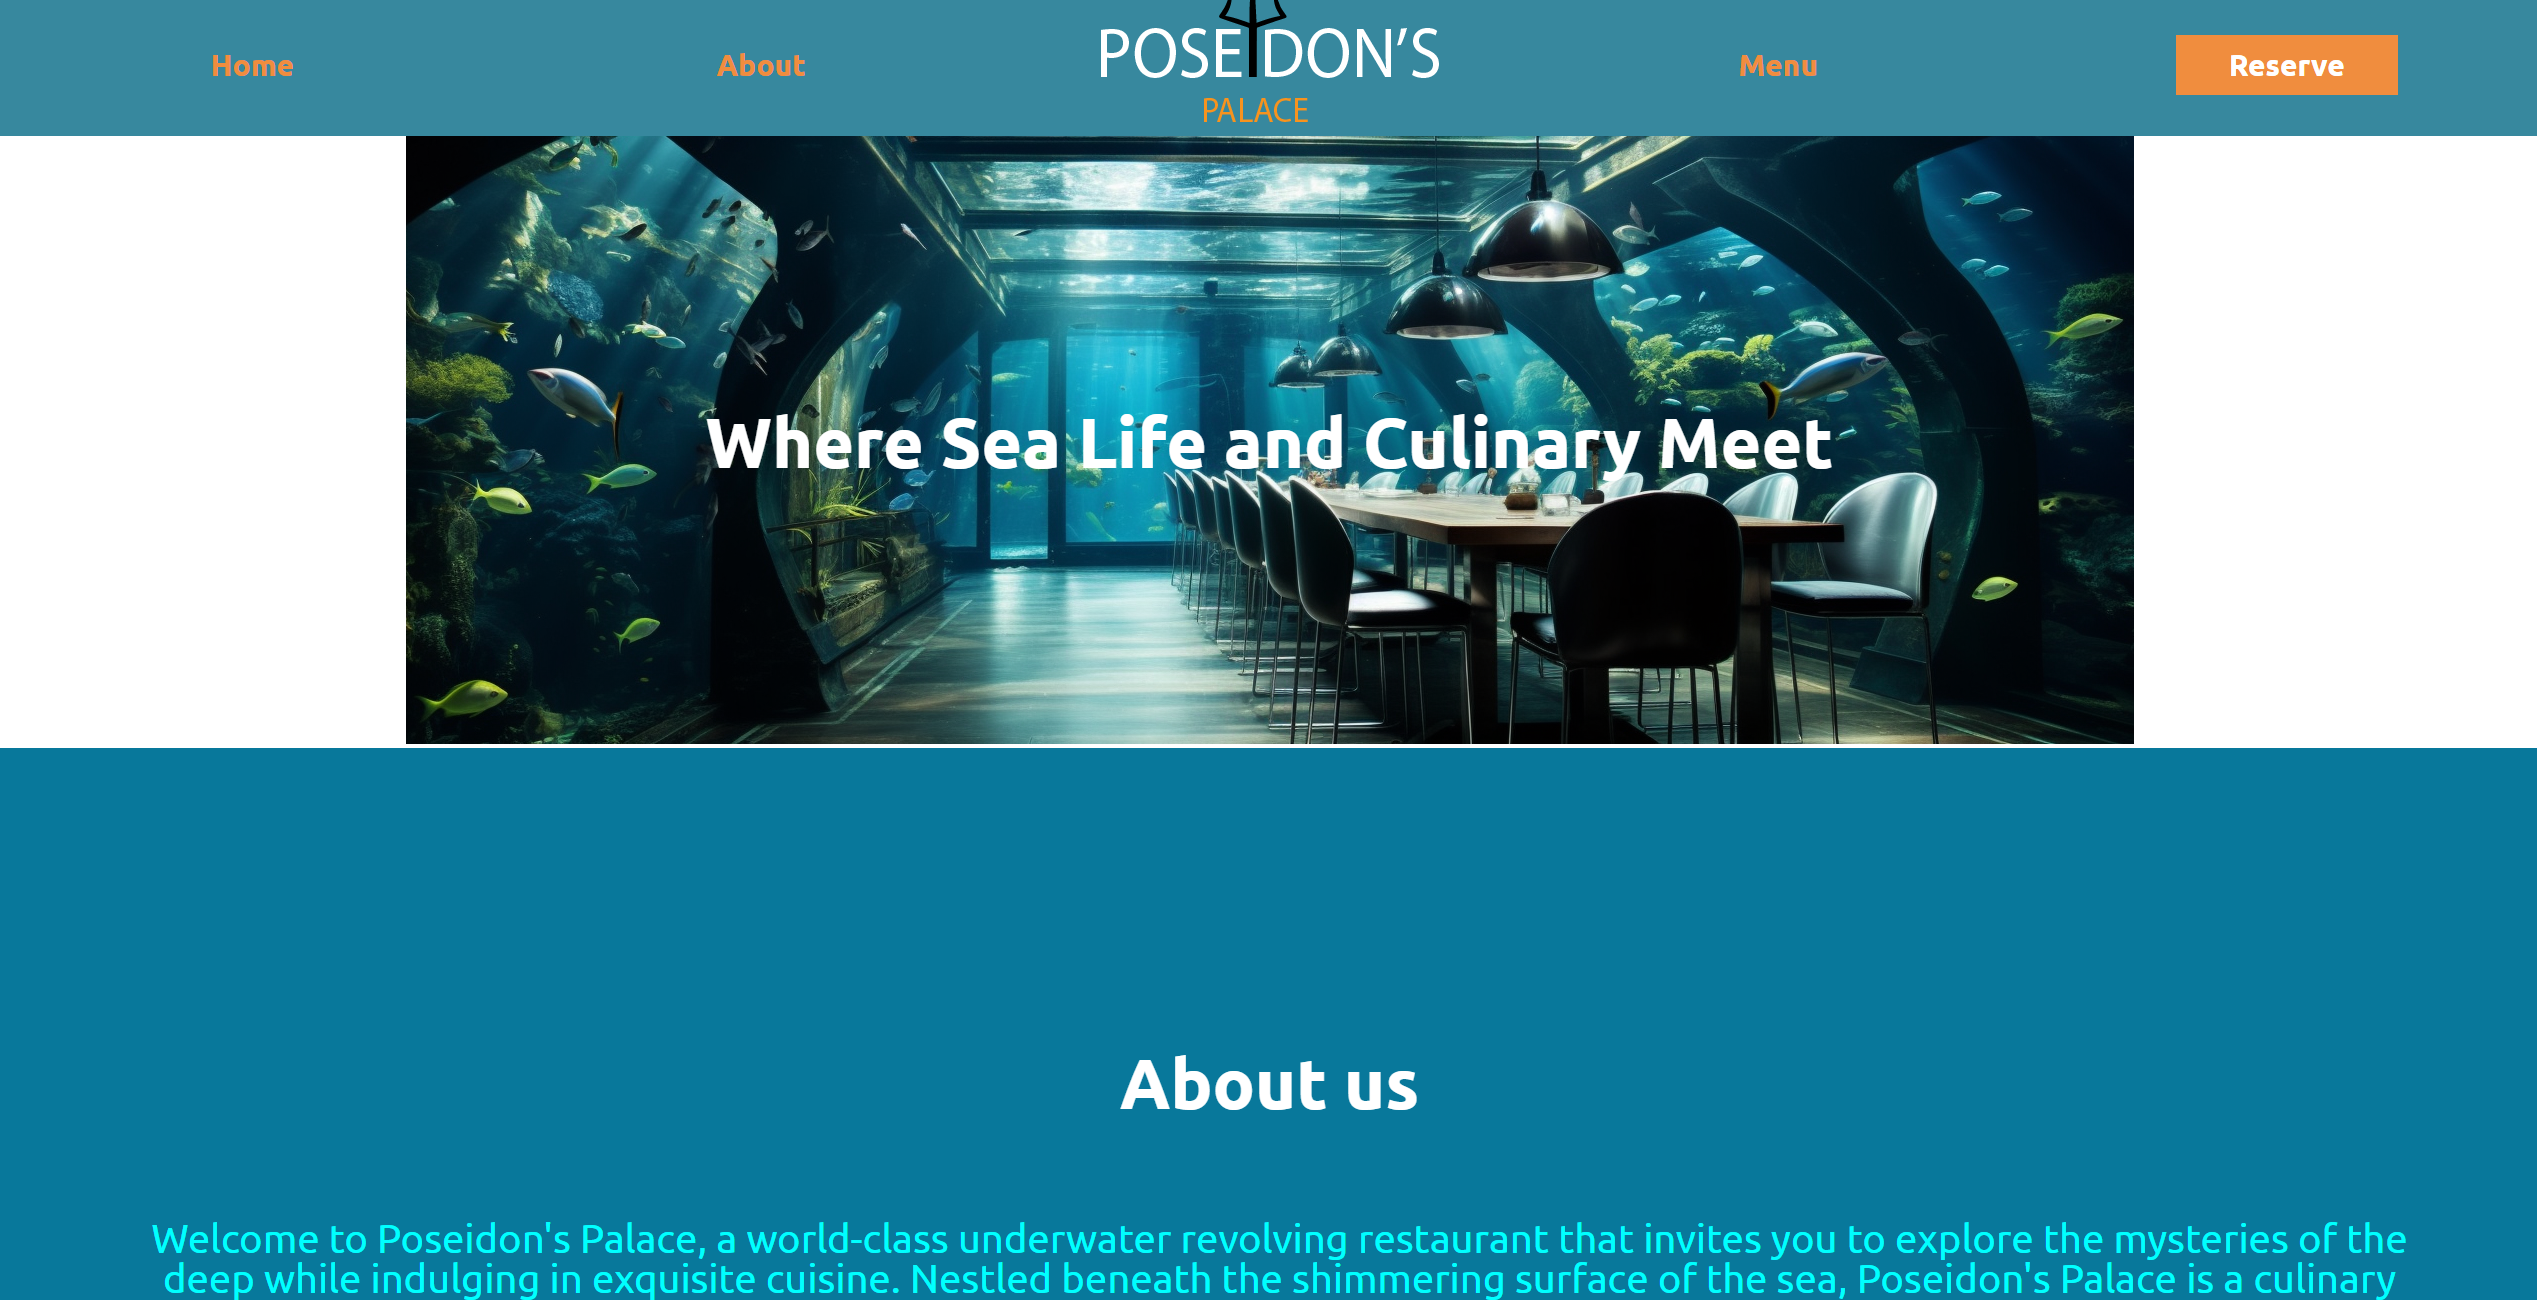 Home
About
POSEIDON'S
PALACE
Menu
Reserve
Where Sea Life and Culinary Meet
About us
Welcome to Poseidon's Palace, a world-class underwater revolving restaurant that invites you to explore the mysteries of the
deep while indulging in exquisite cuisine. Nestled beneath the shimmering surface of the sea, Poseidon's Palace is a culinary